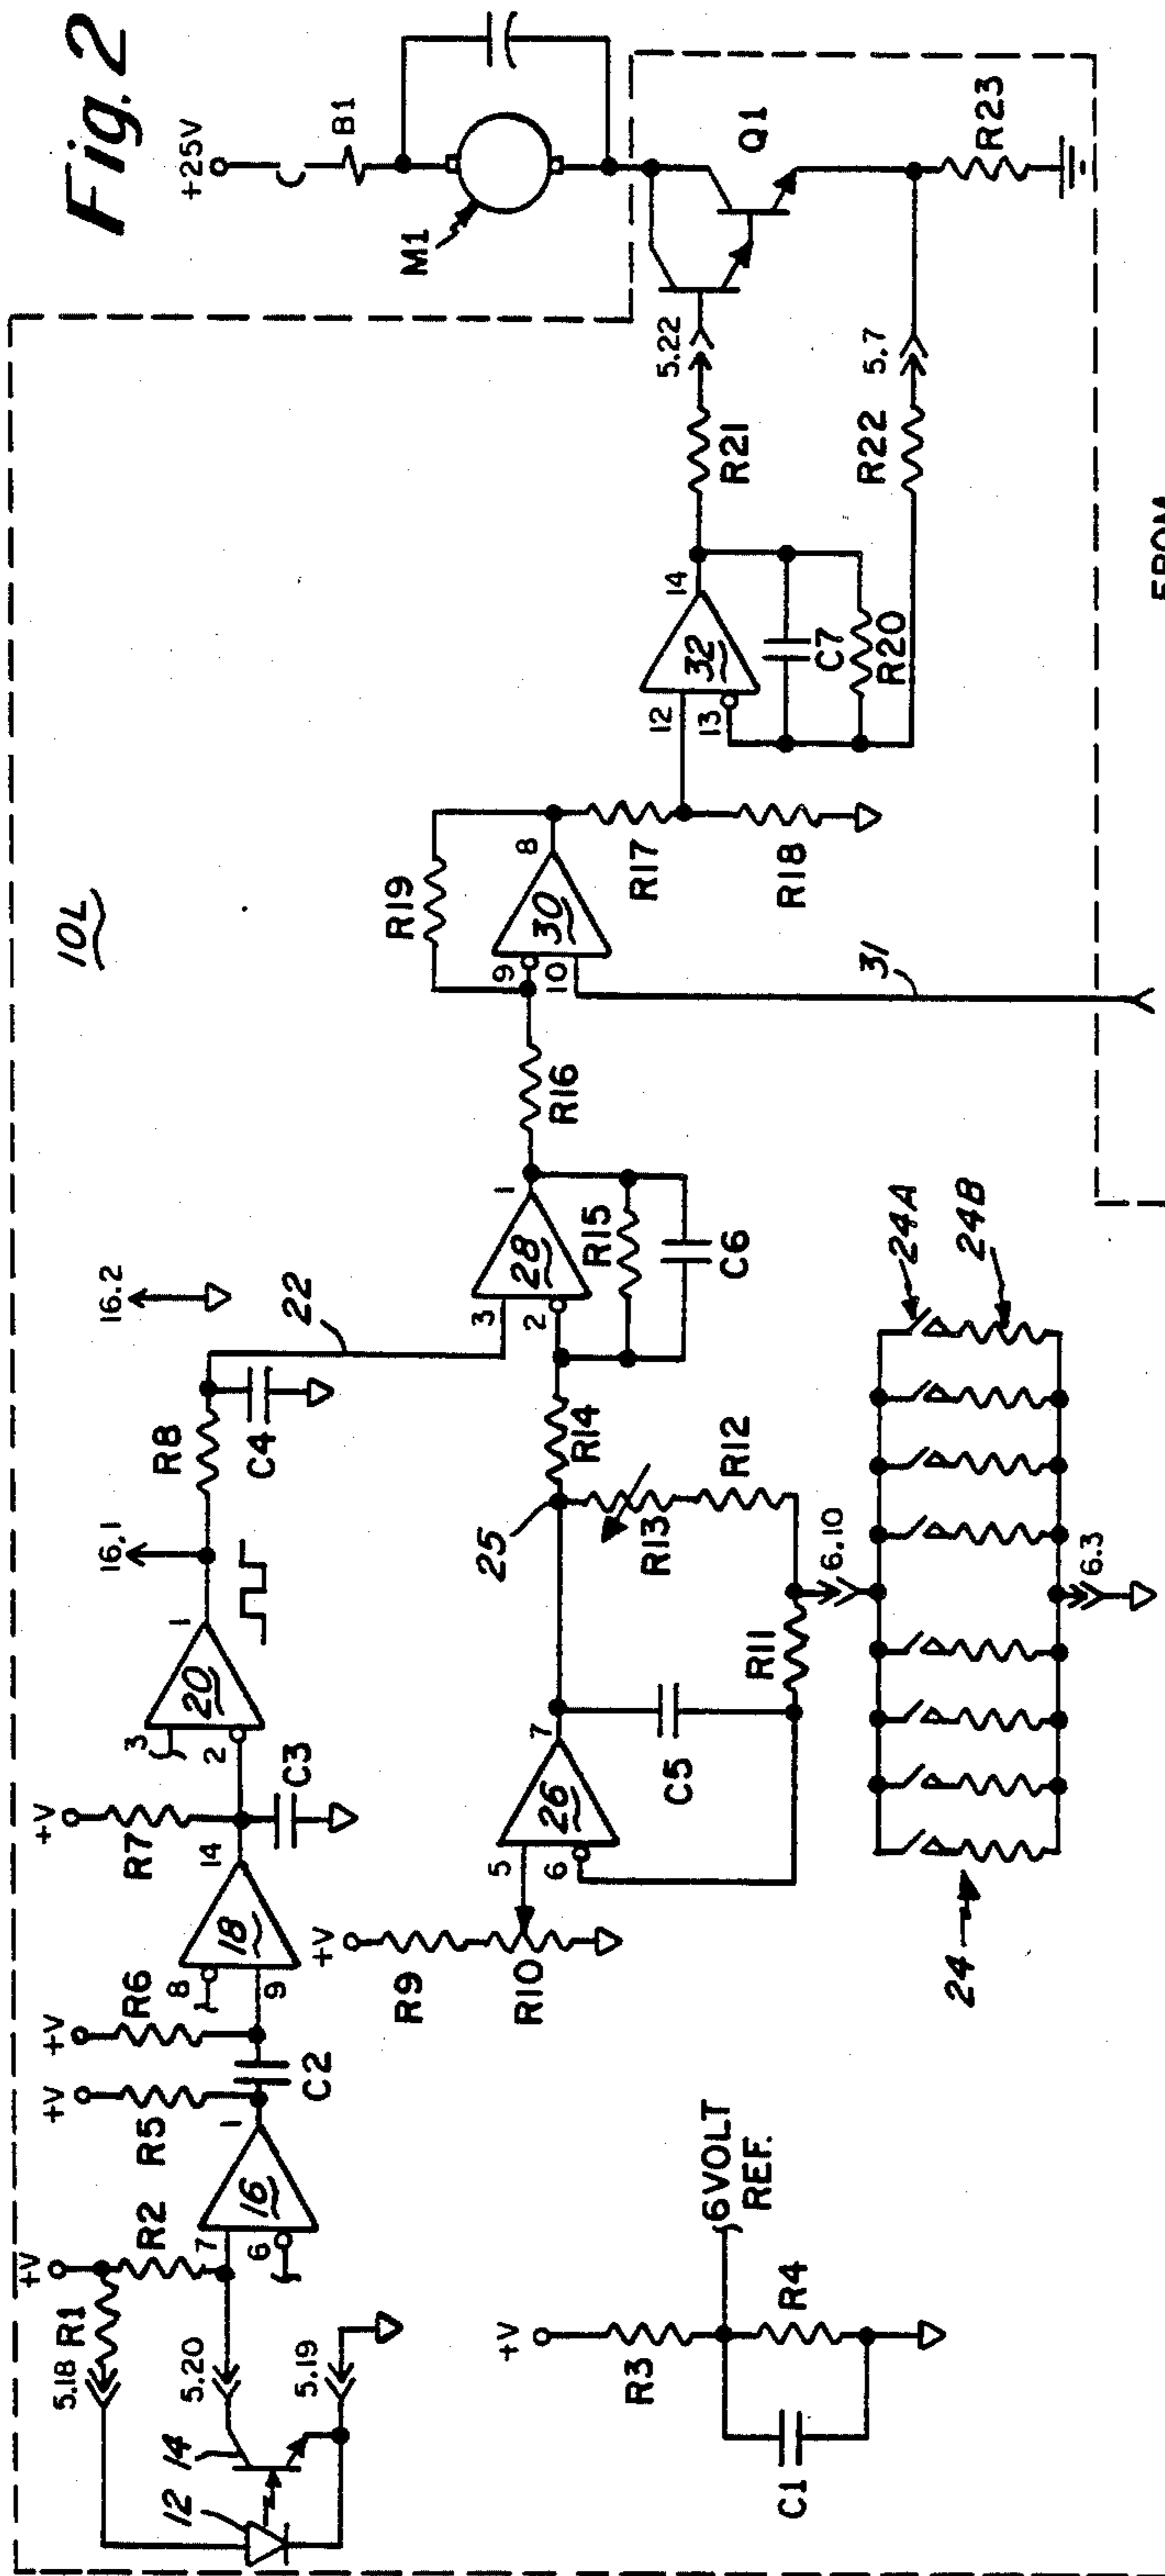 Fig. 2
10L
+25V
B1
M1
Q1
R23
5.22
5.7
R21
R22
14
32
12
13
C7
R20
R17
R18
R19
8
30
9
10
31
FROM
R16
1
28
3
2
R15
C6
22
16.2
16.1
R8
C4
1
20
3
2
+V
R7
C3
14
18
8
9
+V
R6
+V
R5
C2
1
16
7
6
+V
R2
R1
5.18
5.20
5.19
14
12
25
R14
R13
R12
R11
6.10
6.3
24A
24B
24
7
26
5
6
C5
+V
R9
R10
+V
R3
R4
C1
6VOLT
REF.